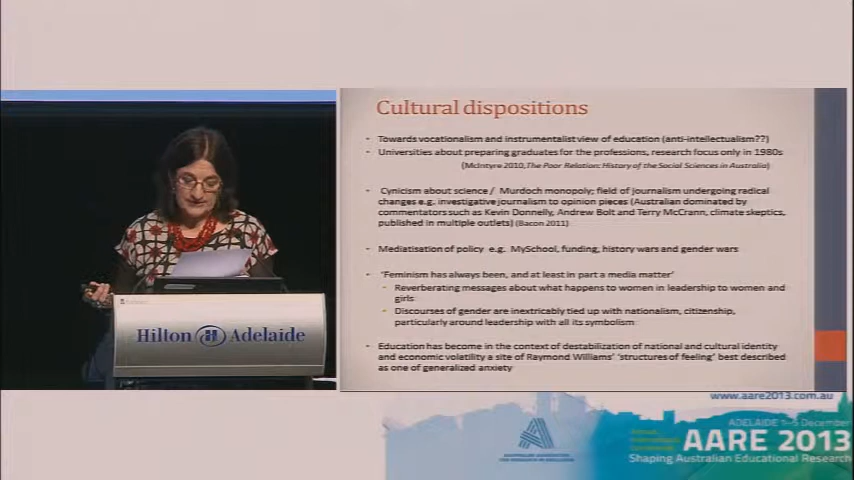 Cultural dispositions
Towards vocationalism and instrumentalist view of education (anti-intellectualism??)
Universities about preparing graduates for the professions, research focus only in 1980s
(McIntyre 2010, The Poor Relation: History of the Social Sciences in Australia)
Cynicism about science / Murdoch monopoly; field of journalism undergoing radical
changes e.g. investigative journalism to opinion pieces (Australian dominated by
commentators such as Kevin Donnelly, Andrew Bolt and Terry McCrann, climate skeptics,
published in multiple outlets) (Bacon 2011)
Mediatisation of policy e.g. MySchool, funding, history wars and gender wars
'Feminism has always been, and at least in part a media matter'
Reverberating messages about what happens to women in leadership to women and
girls
Discourses of gender are inextricably tied up with nationalism, citizenship,
particularly around leadership with all its symbolism
Education has become in the context of destabilization of national and cultural identity
and economic volatility a site of Raymond Williams' 'structures of feeling' best described
as one of generalized anxiety
Hilton Adelaide
www.aare2013.com.au
ADELAIDE 1-5 December
AARE 2013
Shaping Australian Educational Research